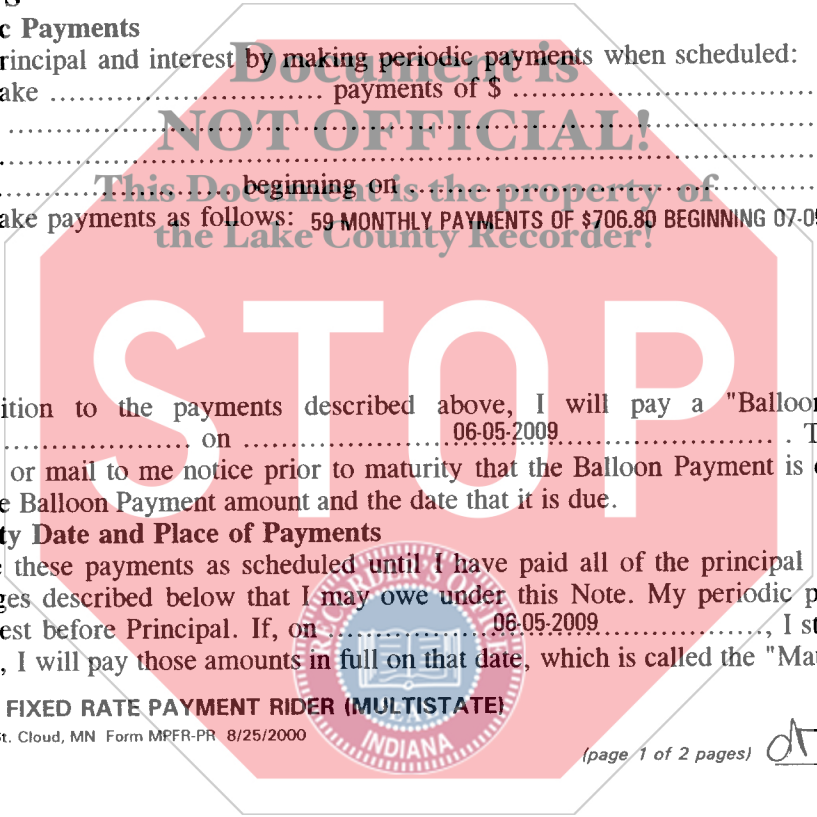 c Payments
rincipal and interest by making periodic payments when scheduled:
ake ............................ payments of $ ................................
................................................................................
................................................................................
.......................... beginning on ........................................
ake payments as follows: 59 MONTHLY PAYMENTS OF $706.80 BEGINNING 07-0
Document is
NOT OFFICIAL!
This Document is the property of
the Lake County Recorder!
STOP
ition to the payments described above, I will pay a "Balloo
.................... on ...................... 06-05-2009 ...................... . T
or mail to me notice prior to maturity that the Balloon Payment is
e Balloon Payment amount and the date that it is due.
ty Date and Place of Payments
these payments as scheduled until I have paid all of the principal
ges described below that I may owe under this Note. My periodic p
est before Principal. If, on ................ 06-05-2009 ................, I st
, I will pay those amounts in full on that date, which is called the "Ma
RECORDER'S OFFICE
INDIANA
FIXED RATE PAYMENT RIDER (MULTISTATE)
t. Cloud, MN Form MPFR-PR 8/25/2000
(page 1 of 2 pages)